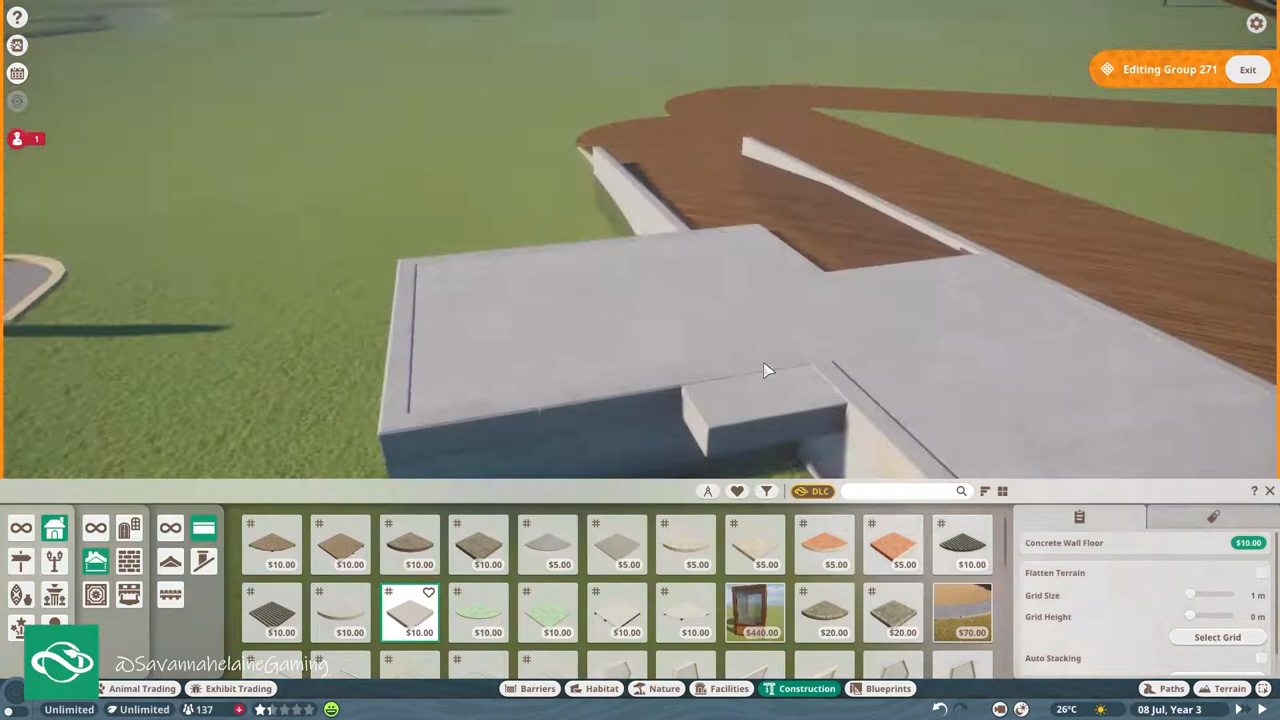 ?
Editing Group 271
Exit
1
DLC
? ×
$10.00 $10.00 $10.00 $10.00 $5.00 $5.00 $5.00 $5.00 $5.00 $5.00 $10.00
$10.00 $10.00 $10.00 $10.00 $10.00 $10.00 $10.00 $440.00 $20.00 $20.00 $70.00
Concrete Wall Floor $10.00
Flatten Terrain
Grid Size 1 m
Grid Height 0 m
Select Grid
Auto Stacking
@SavannahelaineGaming
Animal Trading Exhibit Trading Barriers Habitat Nature Facilities Construction Blueprints Paths Terrain
Unlimited Unlimited 137 26°C 08 Jul, Year 3